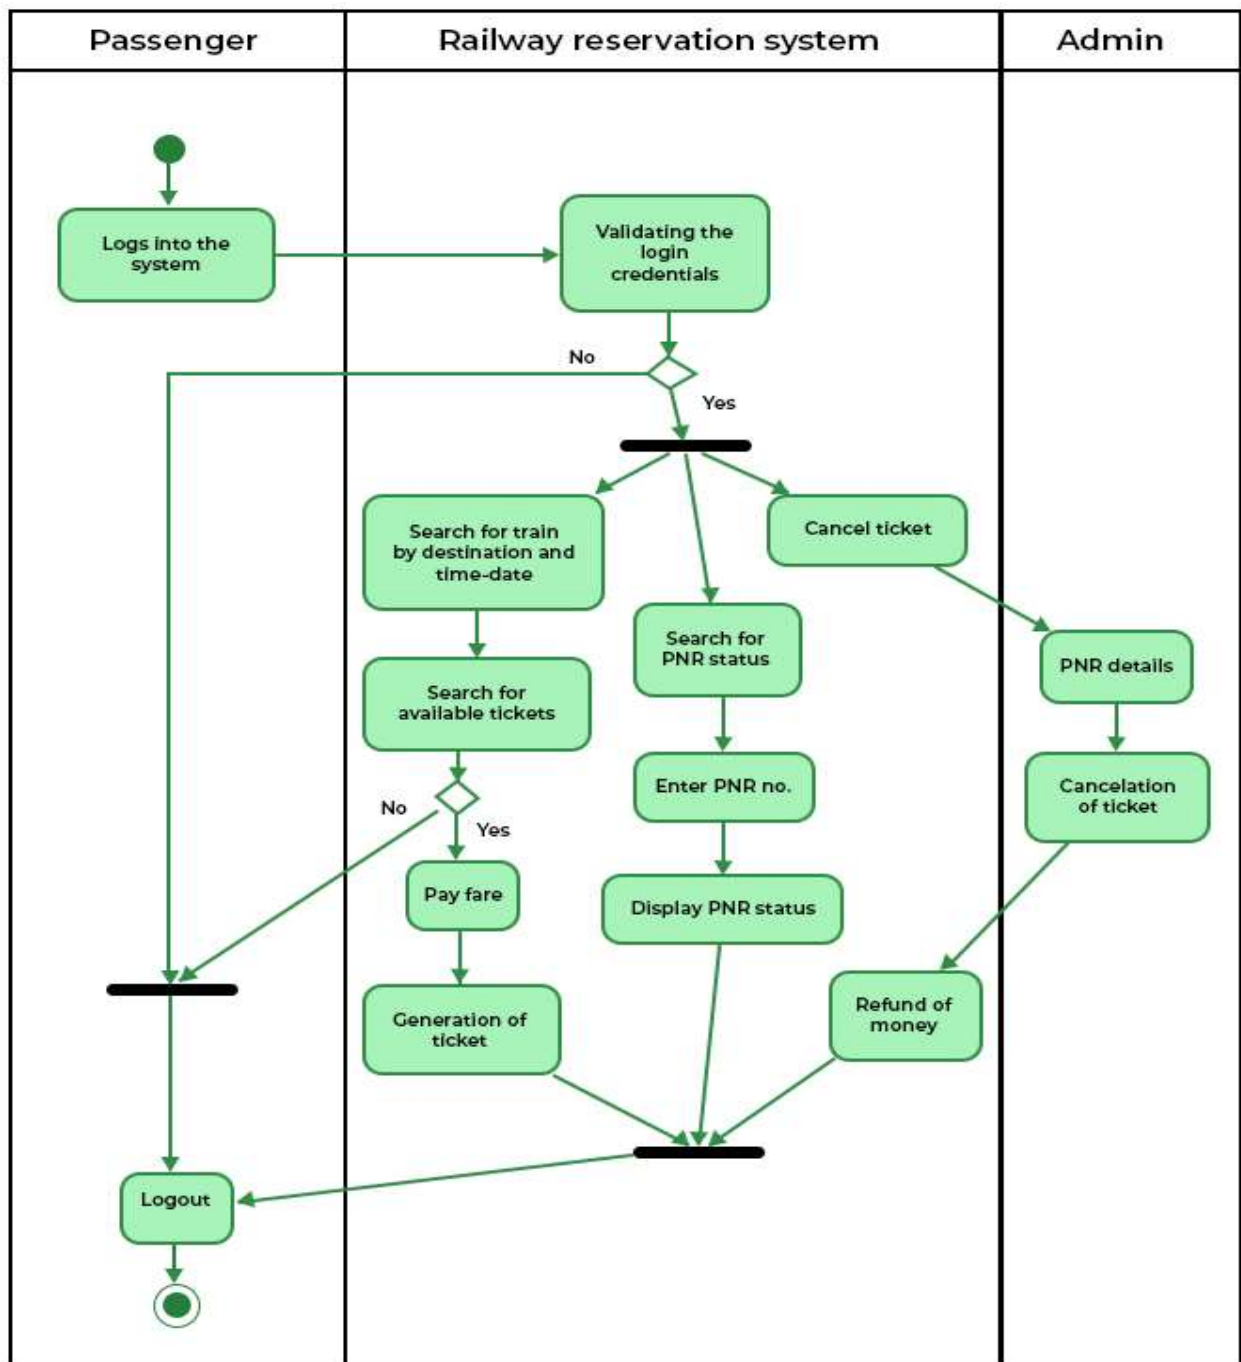 Passenger
Railway reservation system
Admin
Logs into the
system
Validating the
login
credentials
No
Yes
Search for train
by destination and
time-date
Cancel ticket
Search for
PNR status
PNR details
Search for
available tickets
Enter PNR no.
Cancelation
of ticket
No
Yes
Pay fare
Display PNR status
Generation of
ticket
Refund of
money
Logout